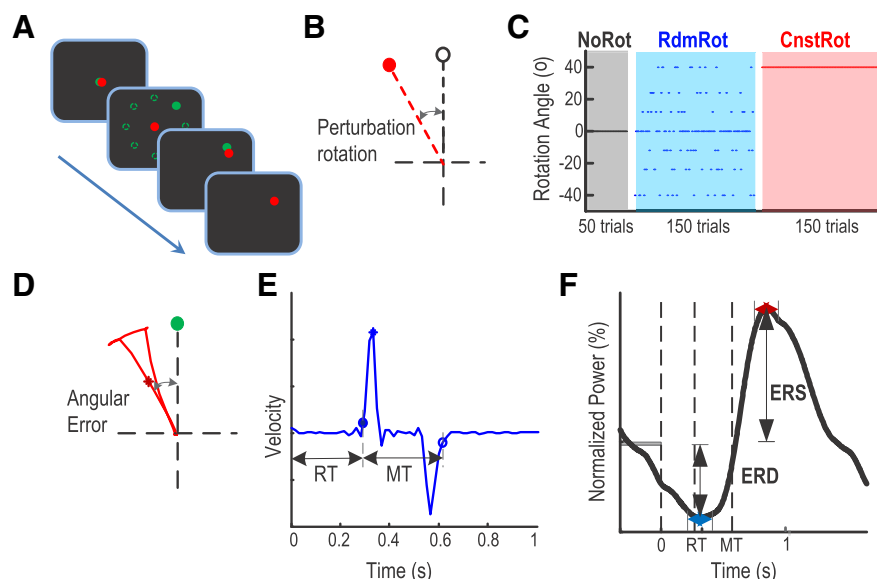 A
B
Perturbation
rotation
C
NoRot RdmRot CnstRot
Rotation Angle (o)
40
20
0
-20
-40
50 trials 150 trials 150 trials
D
Angular
Error
E
Velocity
RT MT
0 0.2 0.4 0.6 0.8 1
Time (s)
F
Normalized Power (%)
ERS
ERD
0 RT MT 1
Time (s)